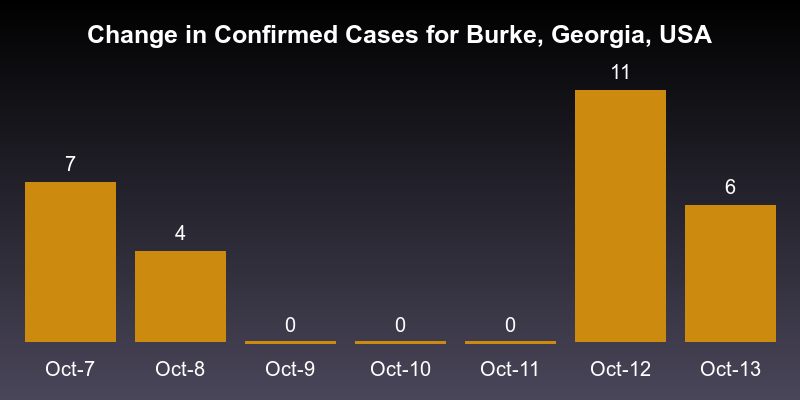 Change in Confirmed Cases for Burke, Georgia, USA
11
7
6
4
0 0 0
Oct-7 Oct-8 Oct-9 Oct-10 Oct-11 Oct-12 Oct-13